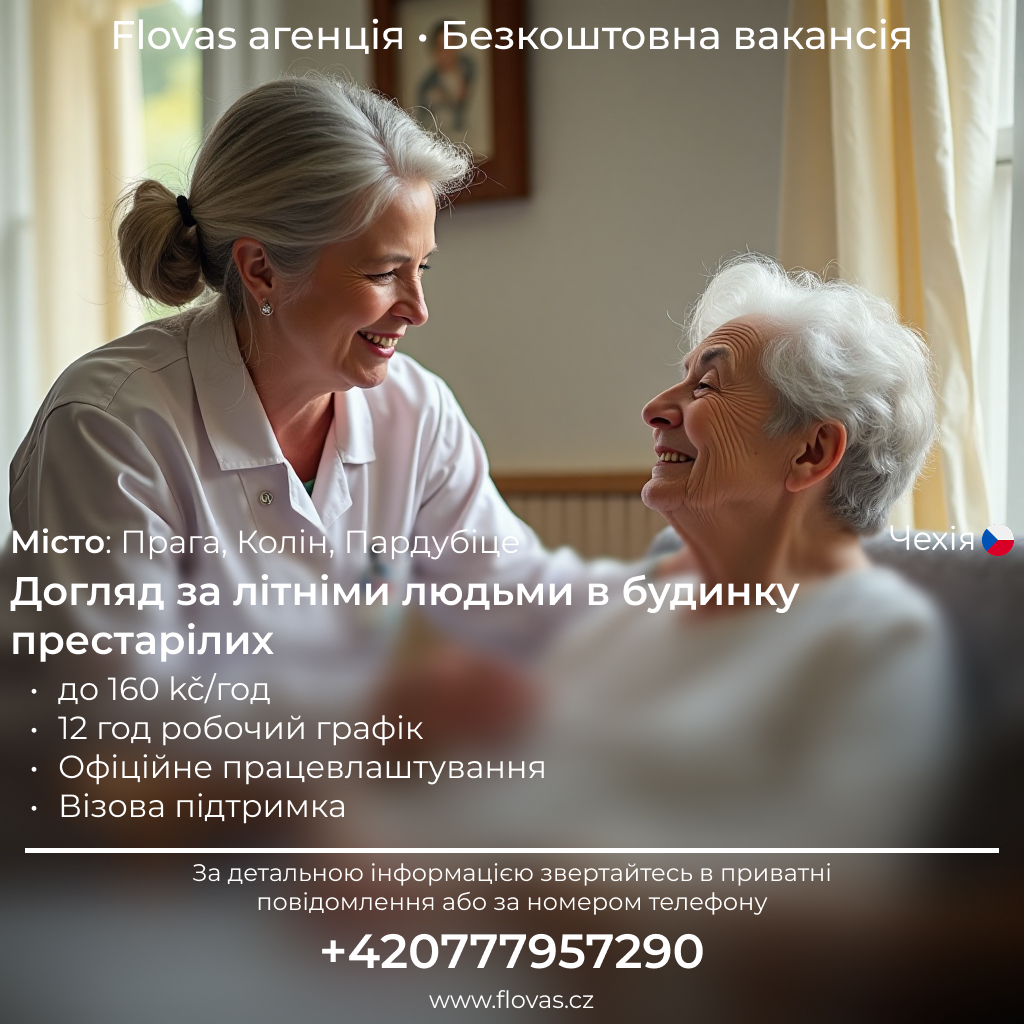 Flovas агенція • Безкоштовна вакансія
Місто: Прага, Колін, Пардубіце
Чехія
Догляд за літніми людьми в будинку
престарілих
• до 160 kč/год
• 12 год робочий графік
• Офіційне працевлаштування
• Візова підтримка
За детальною інформацією звертайтесь в приватні
повідомлення або за номером телефону
+420777957290
www.flovas.cz